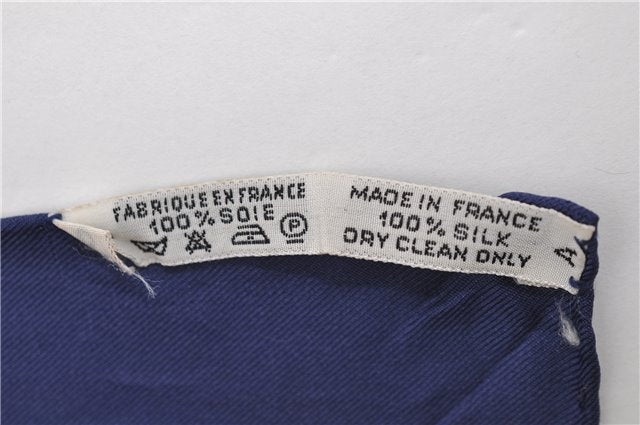 FABRIQUE EN FRANCE
100% SOIE
P
MADE IN FRANCE
100% SILK
DRY CLEAN ONLY
A